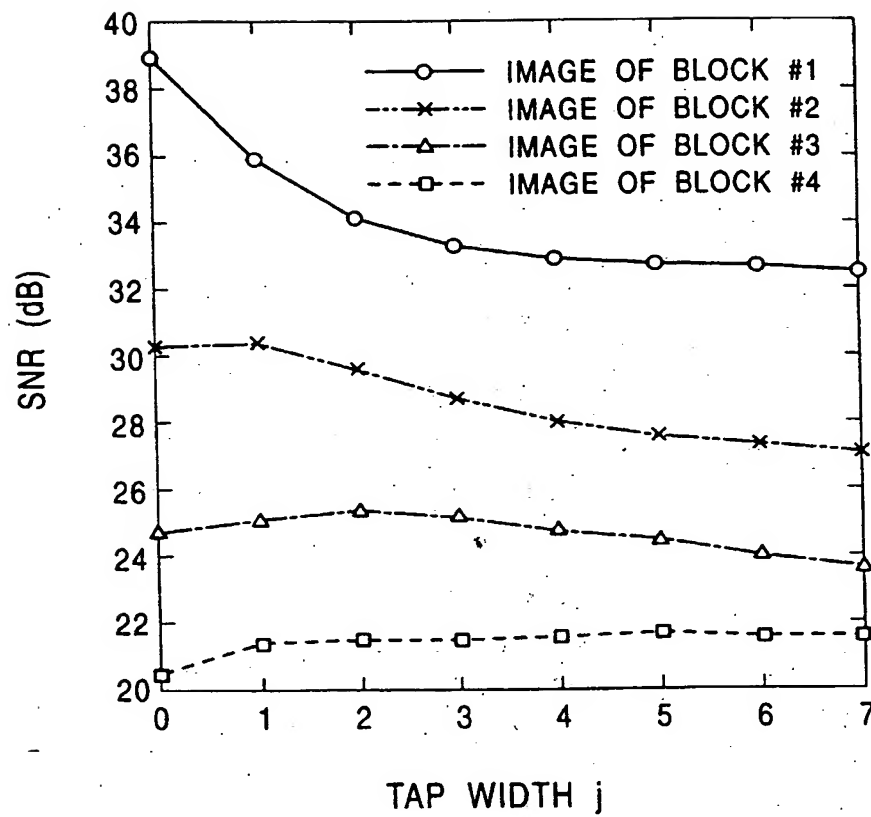 40
38
36
34
32
30
28
26
24
22
20
SNR (dB)
IMAGE OF BLOCK #1
IMAGE OF BLOCK #2
IMAGE OF BLOCK #3
IMAGE OF BLOCK #4
0 1 2 3 4 5 6 7
TAP WIDTH j